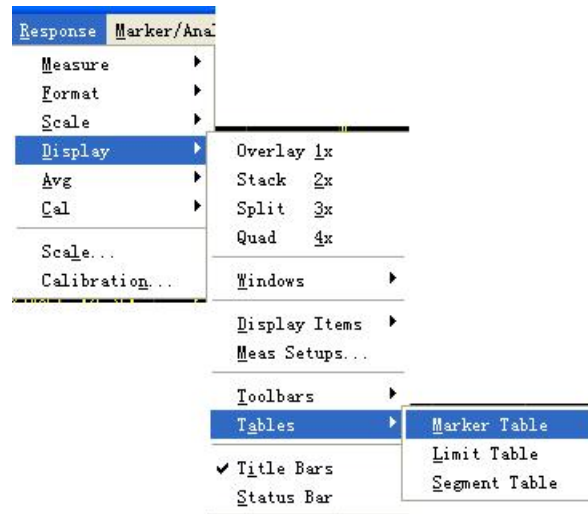 Response Marker/Anal
Measure
Format
Scale
Display
Avg
Cal
Scale...
Calibration...
Overlay 1x
Stack 2x
Split 3x
Quad 4x
Windows
Display Items
Meas Setups...
Toolbars
Tables
Title Bars
Status Bar
Marker Table
Limit Table
Segment Table